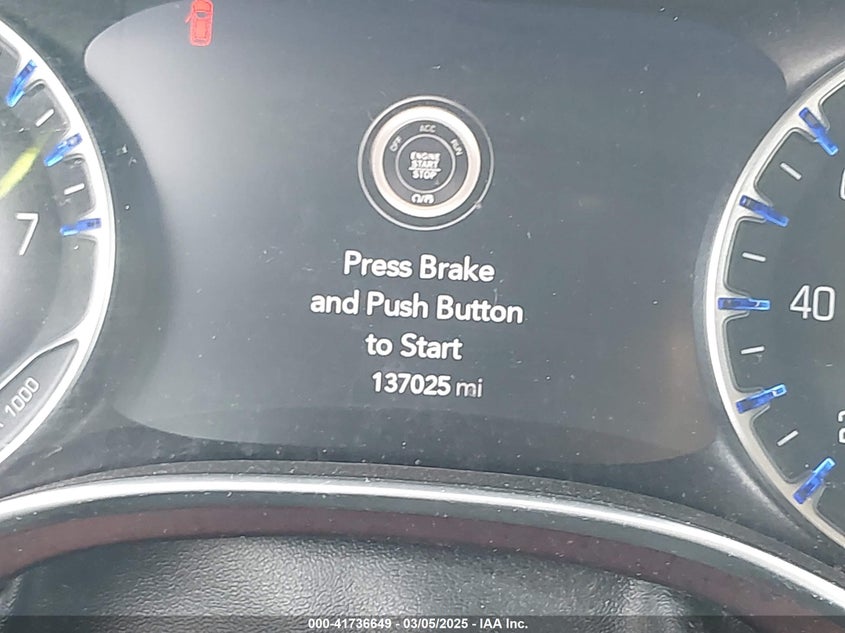 OFF ACC RUN
ENGINE
START
STOP
7
Press Brake
and Push Button
to Start
40
137025 mi
1000
000-41736649 // 03/05/2025 - IAA Inc.